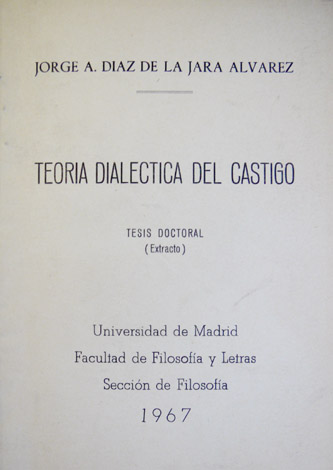 JORGE A. DIAZ DE LA JARA ALVAREZ
TEORIA DIALECTICA DEL CASTIGO
TESIS DOCTORAL
(Extracto)
Universidad de Madrid
Facultad de Filosofía y Letras
Sección de Filosofía
1967